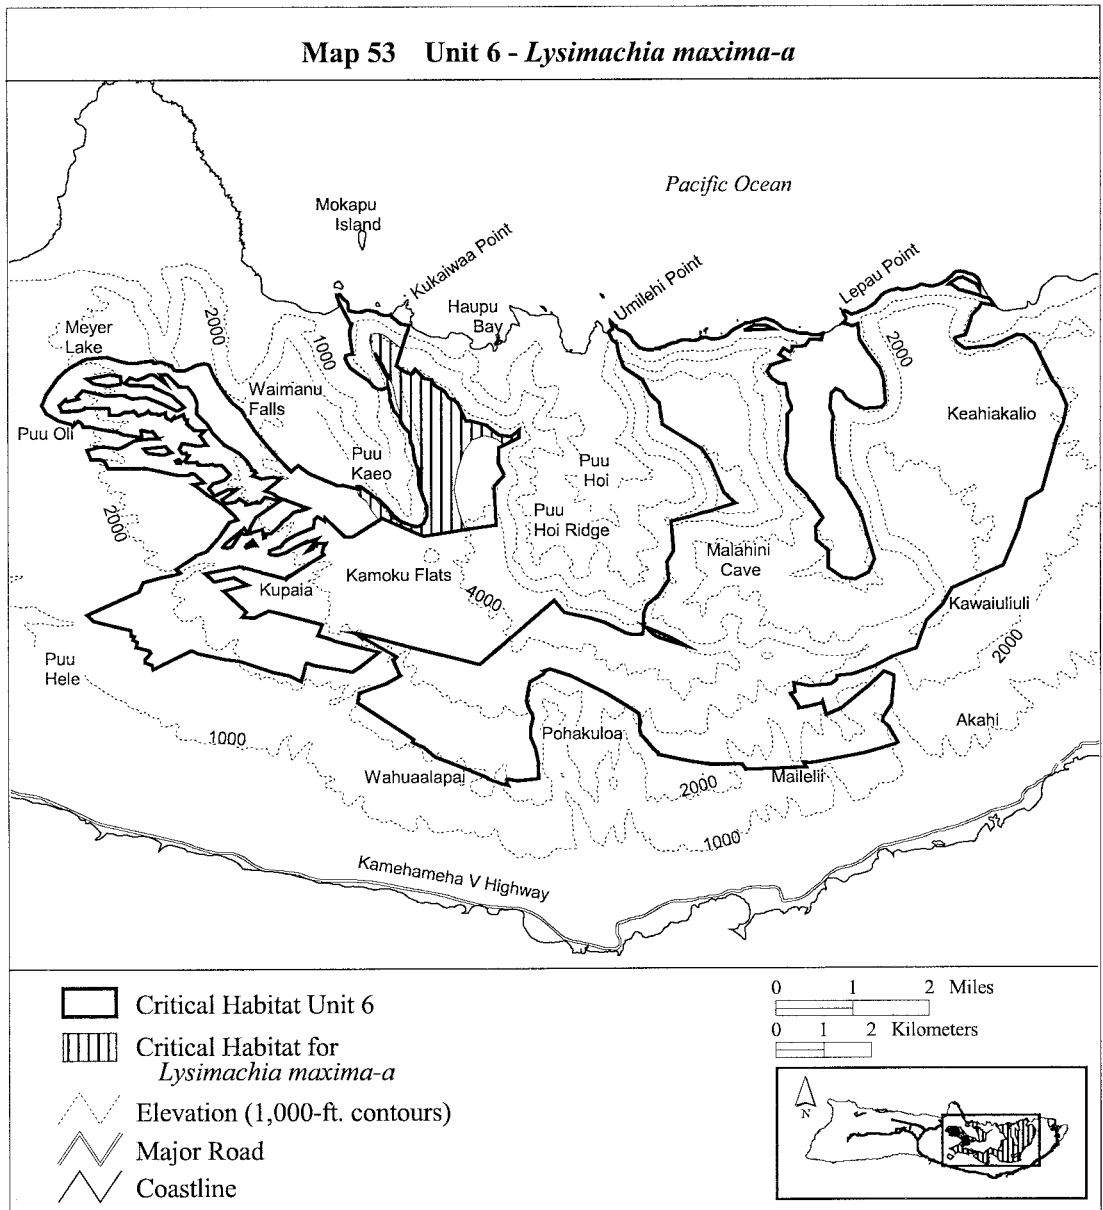 Map 53 Unit 6 - Lysimachia maxima-a
Pacific Ocean
Mokapu
Island
Kukaiwaa Point
Umilehi Point
Lepau Point
Haupu
Bay
Meyer
Lake
2000
1000
2000
Waimanu
Falls
Keahiakalio
Puu Oli
Puu
Kaeo
Puu
Hoi
2000
Puu
Hoi Ridge
Malahini
Cave
Kamoku Flats
Kupaia
4000
Kawaiuliuli
2000
Puu
Hele
1000
Akahi
Pohakuloa
Wahuaalapai
2000
Mailelii
1000
Kamehameha V Highway
Critical Habitat Unit 6
Critical Habitat for
Lysimachia maxima-a
Elevation (1,000-ft. contours)
Major Road
Coastline
0 1 2 Miles
0 1 2 Kilometers
N